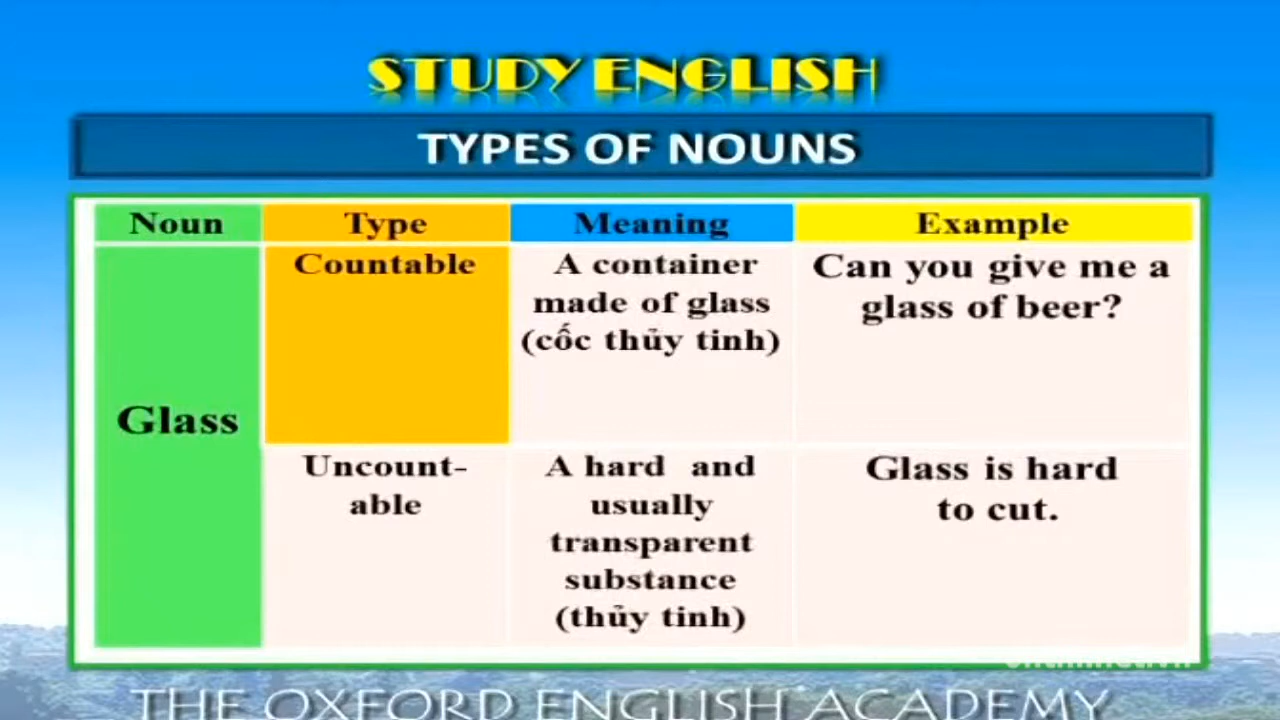 STUDY ENGLISH
TYPES OF NOUNS
Noun Type Meaning Example
Glass
Countable
A container
made of glass
(cốc thủy tinh)
Can you give me a
glass of beer?
Uncount-
able
A hard and
usually
transparent
substance
(thủy tinh)
Glass is hard
to cut.
THE OXFORD ENGLISH ACADEMY